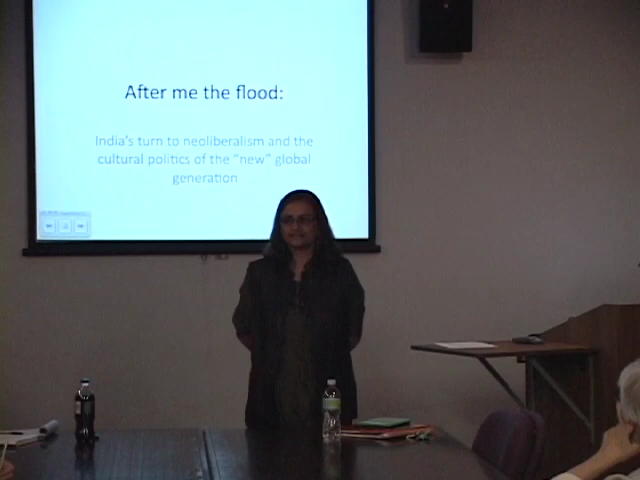 After me the flood:
India's turn to neoliberalism and the
cultural politics of the "new" global
generation